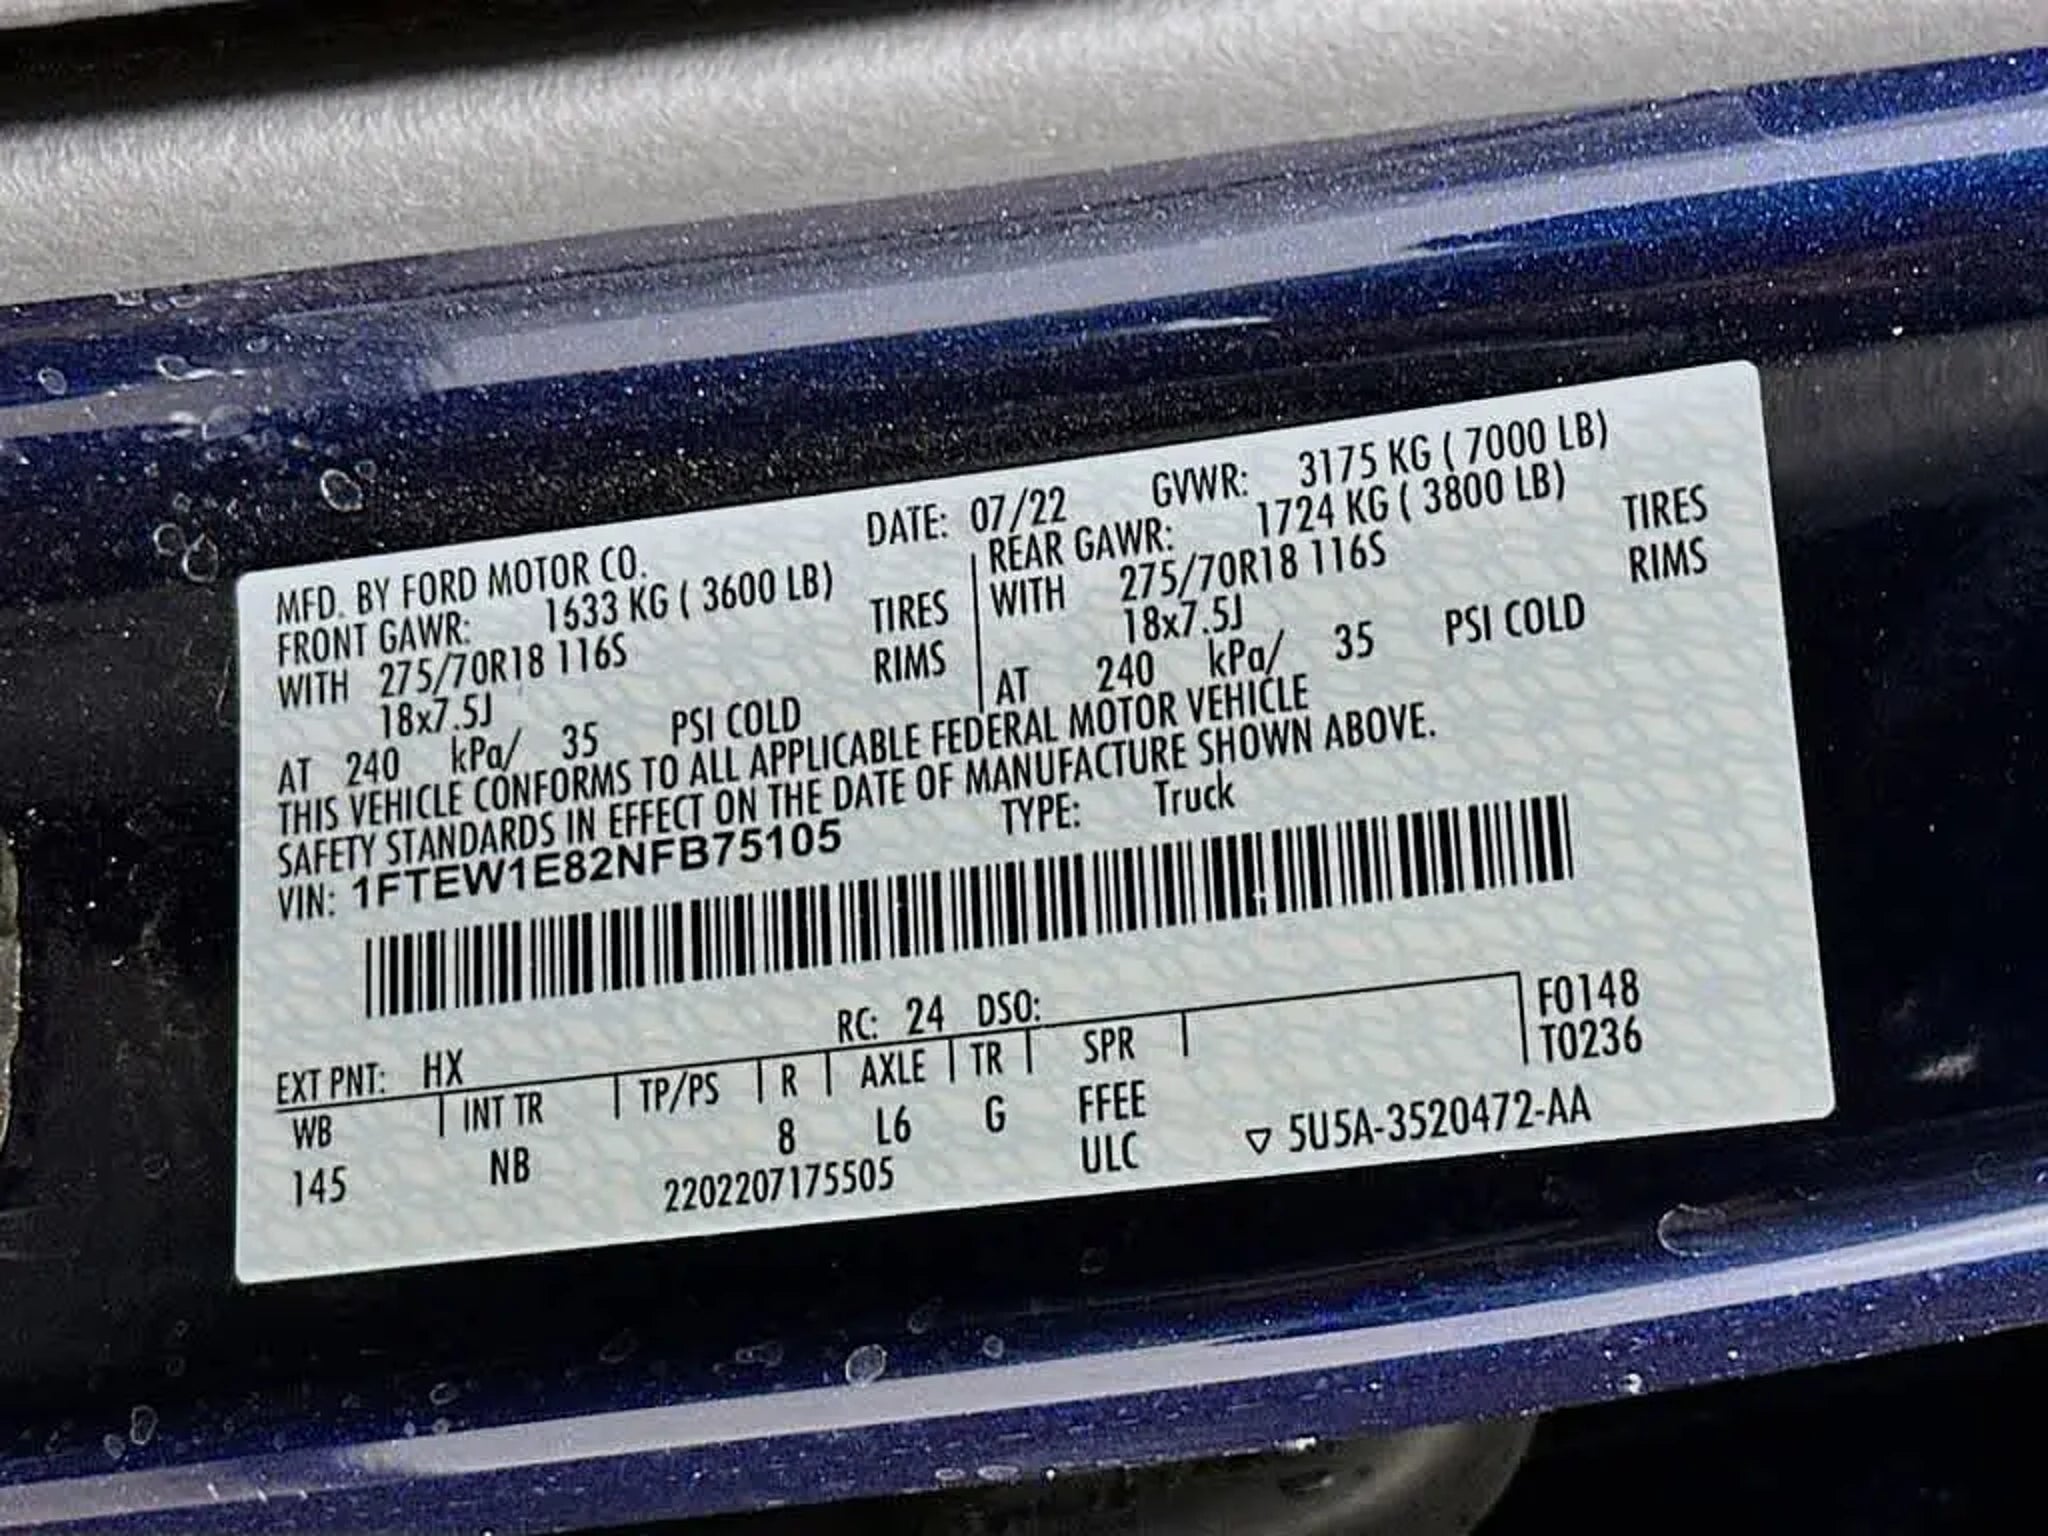 MFD. BY FORD MOTOR CO. DATE: 07/22 GVWR: 3175 KG ( 7000 LB)
FRONT GAWR: 1633 KG ( 3600 LB)
WITH 275/70R18 116S TIRES
18x7.5J RIMS
AT 240 kPa/ 35 PSI COLD
REAR GAWR: 1724 KG ( 3800 LB)
WITH 275/70R18 116S TIRES
18x7.5J RIMS
AT 240 kPa/ 35 PSI COLD
THIS VEHICLE CONFORMS TO ALL APPLICABLE FEDERAL MOTOR VEHICLE
SAFETY STANDARDS IN EFFECT ON THE DATE OF MANUFACTURE SHOWN ABOVE.
VIN: 1FTEW1E82NFB75105 TYPE: Truck
F0148
T0236
EXT PNT: HX RC: 24 DSO:
WB INT TR TP/PS R AXLE TR SPR
145 NB 8 L6 G FFEE
2202207175505 ULC 5U5A-3520472-AA